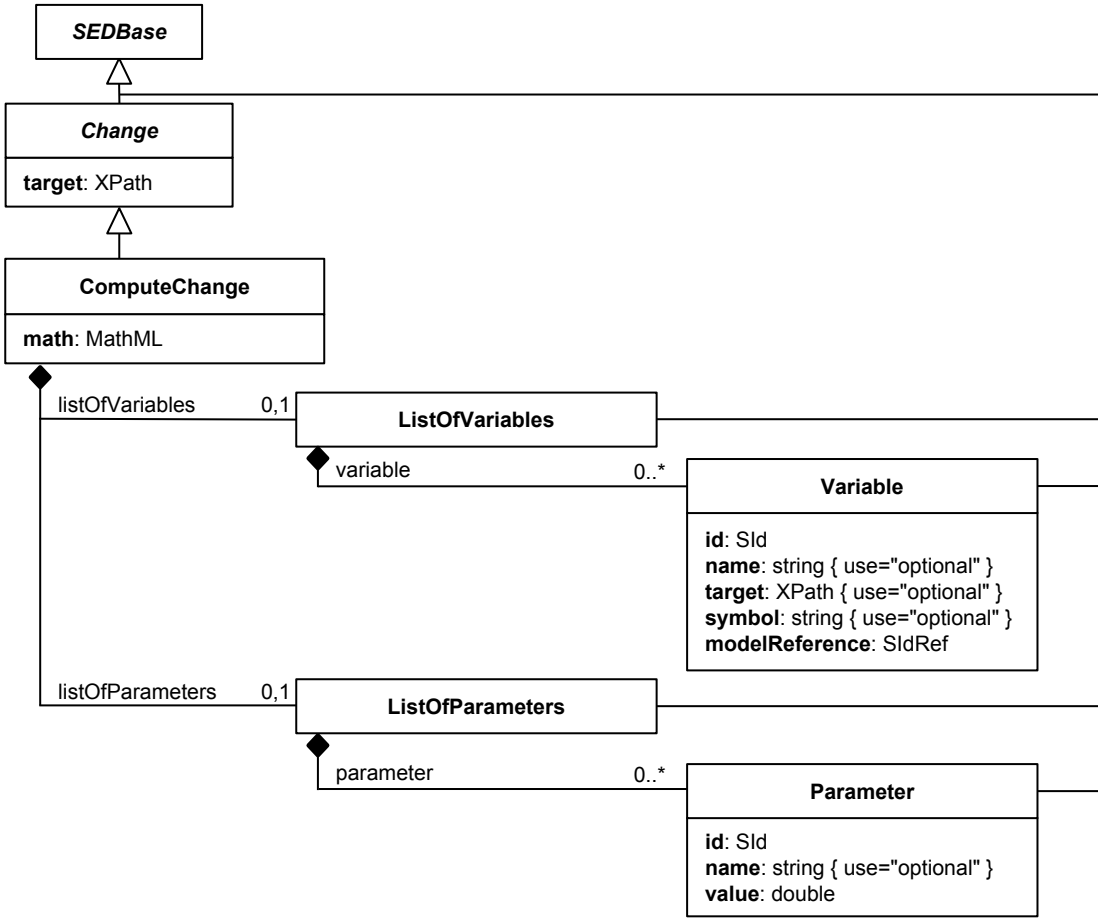 SEDBase
Change
target: XPath
ComputeChange
math: MathML
listOfVariables 0,1
ListOfVariables
variable 0..*
Variable
id: SId
name: string { use="optional" }
target: XPath { use="optional" }
symbol: string { use="optional" }
modelReference: SIdRef
listOfParameters 0,1
ListOfParameters
parameter 0..*
Parameter
id: SId
name: string { use="optional" }
value: double